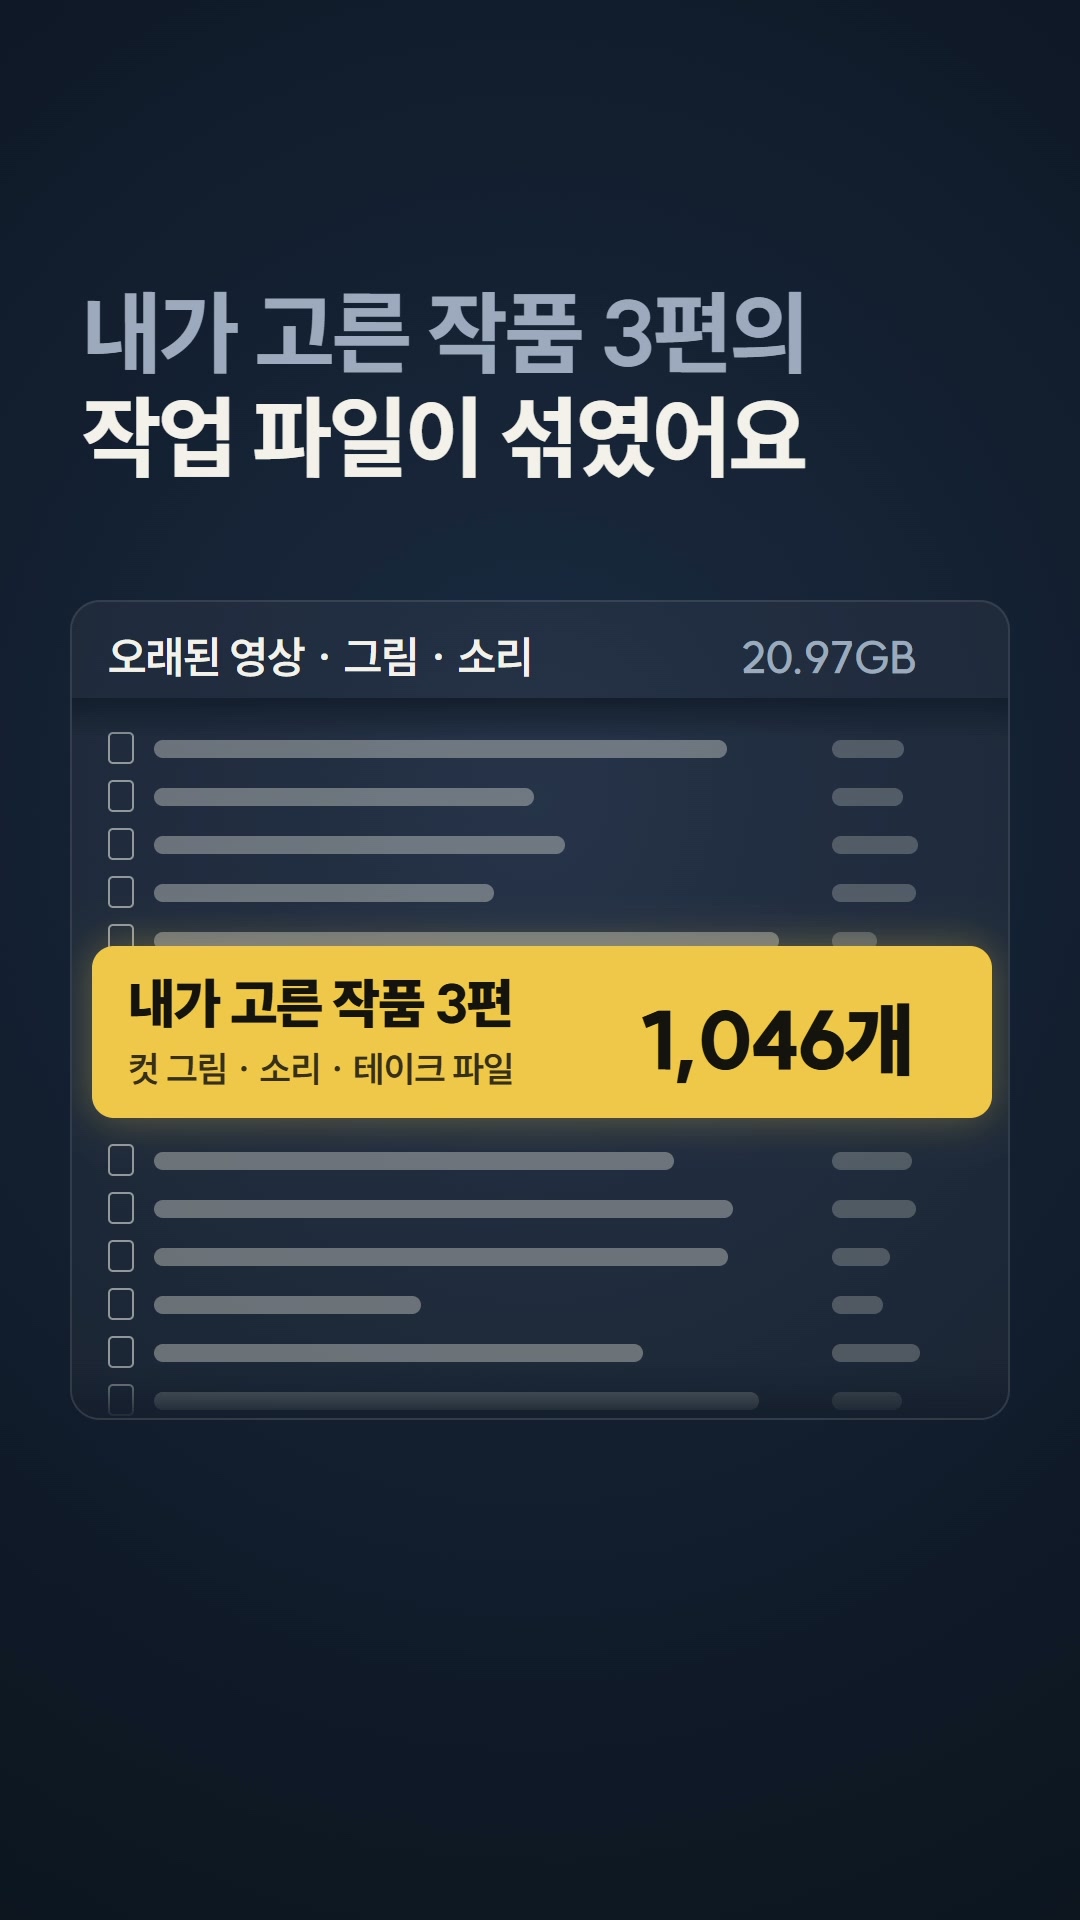 내가 고른 작품 3편의
작업 파일이 섞였어요
오래된 영상 · 그림 · 소리 20.97GB
내가 고른 작품 3편
컷 그림 · 소리 · 테이크 파일
1,046개